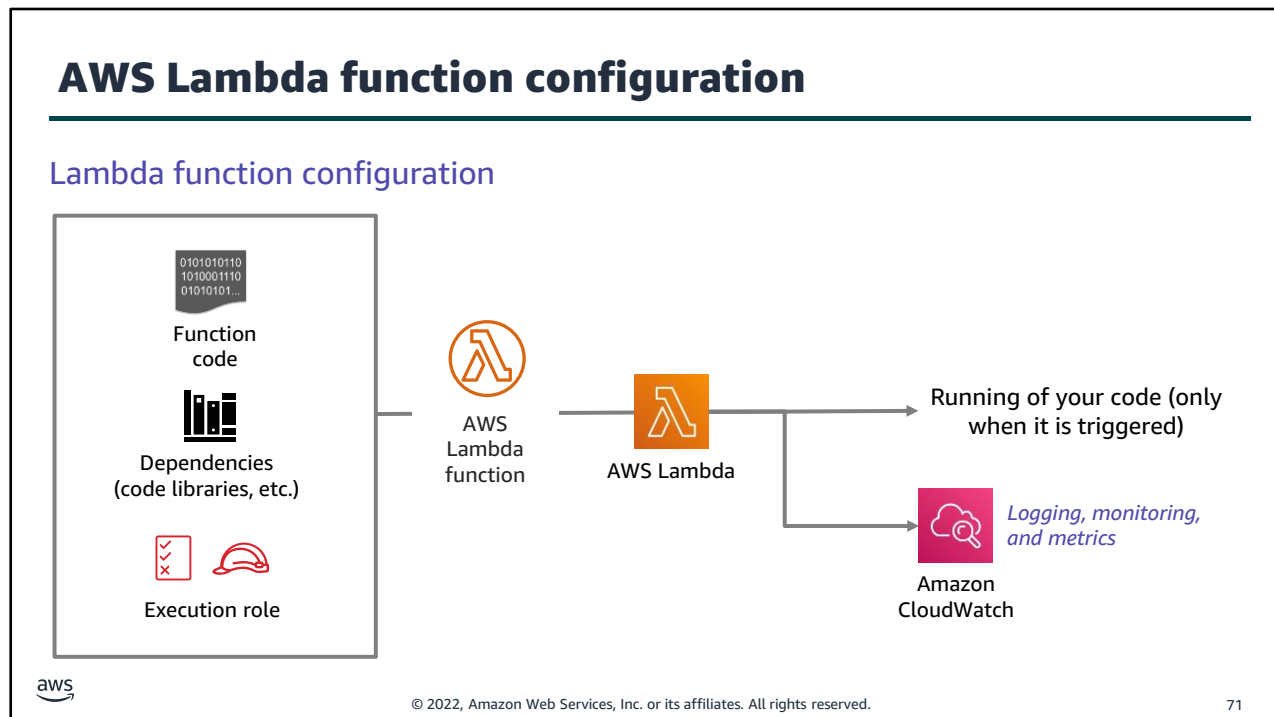 AWS Lambda function configuration
Lambda function configuration
0101010110
1010001110
01010101...
Function
code
Dependencies
(code libraries, etc.)
Execution role
AWS
Lambda
function
AWS Lambda
Running of your code (only
when it is triggered)
Logging, monitoring,
and metrics
Amazon
CloudWatch
aws
© 2022, Amazon Web Services, Inc. or its affiliates. All rights reserved.
71